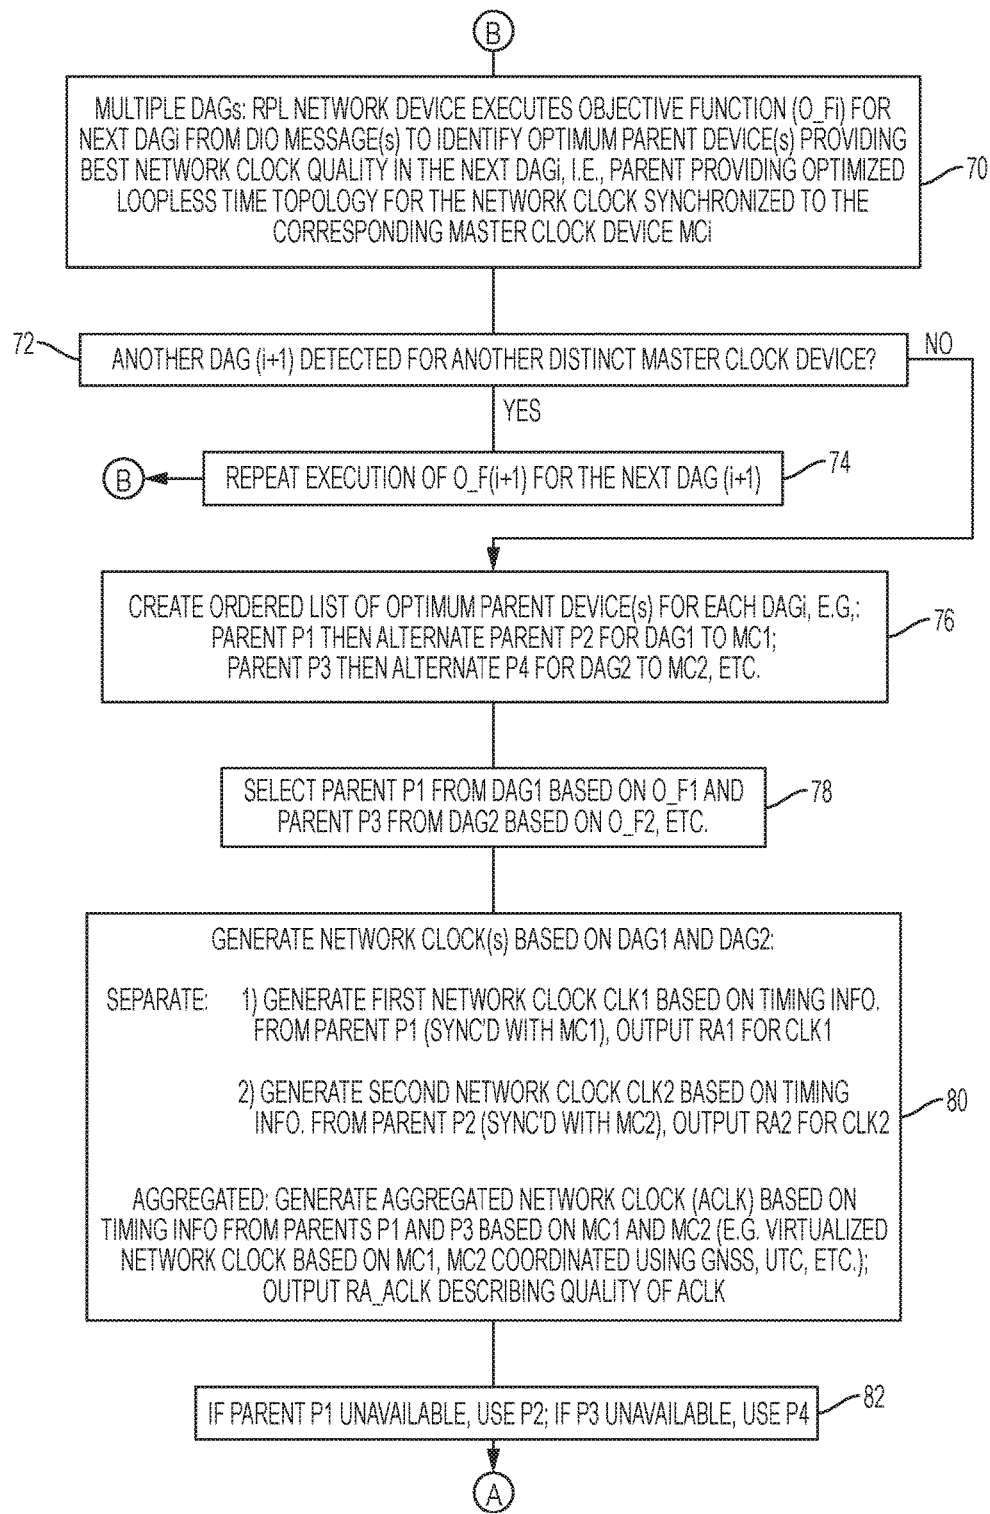 B
MULTIPLE DAGs: RPL NETWORK DEVICE EXECUTES OBJECTIVE FUNCTION (O_Fi) FOR
NEXT DAGi FROM DIO MESSAGE(s) TO IDENTIFY OPTIMUM PARENT DEVICE(s) PROVIDING
BEST NETWORK CLOCK QUALITY IN THE NEXT DAGi, I.E., PARENT PROVIDING OPTIMIZED
LOOPLESS TIME TOPOLOGY FOR THE NETWORK CLOCK SYNCHRONIZED TO THE
CORRESPONDING MASTER CLOCK DEVICE MCi
70
72
ANOTHER DAG (i+1) DETECTED FOR ANOTHER DISTINCT MASTER CLOCK DEVICE?
NO
YES
B
REPEAT EXECUTION OF O_F(i+1) FOR THE NEXT DAG (i+1)
74
CREATE ORDERED LIST OF OPTIMUM PARENT DEVICE(s) FOR EACH DAGi, E.G,:
PARENT P1 THEN ALTERNATE PARENT P2 FOR DAG1 TO MC1;
PARENT P3 THEN ALTERNATE P4 FOR DAG2 TO MC2, ETC.
76
SELECT PARENT P1 FROM DAG1 BASED ON O_F1 AND
PARENT P3 FROM DAG2 BASED ON O_F2, ETC.
78
GENERATE NETWORK CLOCK(s) BASED ON DAG1 AND DAG2:
SEPARATE: 1) GENERATE FIRST NETWORK CLOCK CLK1 BASED ON TIMING INFO.
FROM PARENT P1 (SYNC'D WITH MC1), OUTPUT RA1 FOR CLK1
2) GENERATE SECOND NETWORK CLOCK CLK2 BASED ON TIMING
INFO. FROM PARENT P2 (SYNC'D WITH MC2), OUTPUT RA2 FOR CLK2
80
AGGREGATED: GENERATE AGGREGATED NETWORK CLOCK (ACLK) BASED ON
TIMING INFO FROM PARENTS P1 AND P3 BASED ON MC1 AND MC2 (E.G. VIRTUALIZED
NETWORK CLOCK BASED ON MC1, MC2 COORDINATED USING GNSS, UTC, ETC.);
OUTPUT RA_ACLK DESCRIBING QUALITY OF ACLK
IF PARENT P1 UNAVAILABLE, USE P2; IF P3 UNAVAILABLE, USE P4
82
A